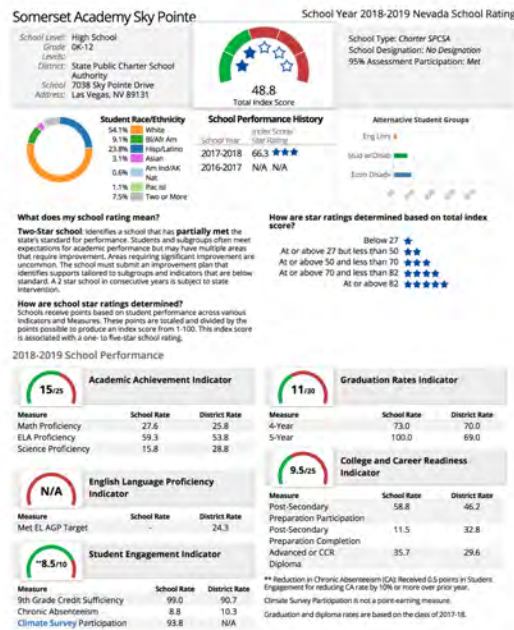 Somerset Academy Sky Pointe
School Year 2018-2019 Nevada School Rating
School Level: High School
Grade Levels: 0K-12
District: State Public Charter School Authority
School Address: 7038 Sky Pointe Drive
Las Vegas, NV 89131
48.8
Total Index Score
School Type: Charter SPCSA
School Designation: No Designation
95% Assessment Participation: Met
Student Race/Ethnicity
54.1% White
9.1% Bl/Afr Am
23.8% Hisp/Latino
3.1% Asian
0.6% Am Ind/AK Nat
1.1% Pac Isl
7.5% Two or More
School Performance History
School Year Index Score/ Star Rating
2017-2018 66.3 ★★★
2016-2017 N/A N/A
Alternative Student Groups
Eng Lrnr
Stud w/Disab
Econ Disadv
What does my school rating mean?
Two-Star school: Identifies a school that has partially met the
state's standard for performance. Students and subgroups often meet
expectations for academic performance but may have multiple areas
that require improvement. Areas requiring significant improvement are
uncommon. The school must submit an improvement plan that
identifies supports tailored to subgroups and indicators that are below
standard. A 2 star school in consecutive years is subject to state
intervention.
How are school star ratings determined?
Schools receive points based on student performance across various
Indicators and Measures. These points are totaled and divided by the
points possible to produce an index score from 1-100. This index score
is associated with a one- to five-star school rating.
How are star ratings determined based on total index
score?
Below 27 ★
At or above 27 but less than 50 ★★
At or above 50 and less than 70 ★★★
At or above 70 and less than 82 ★★★★
At or above 82 ★★★★★
2018-2019 School Performance
15/25
Academic Achievement Indicator
Measure School Rate District Rate
Math Proficiency 27.6 25.8
ELA Proficiency 59.3 53.8
Science Proficiency 15.8 28.8
N/A
English Language Proficiency
Indicator
Measure School Rate District Rate
Met EL AGP Target - 24.3
**8.5/10
Student Engagement Indicator
Measure School Rate District Rate
9th Grade Credit Sufficiency 99.0 90.7
Chronic Absenteeism 8.8 10.3
Climate Survey Participation 93.8 N/A
11/30
Graduation Rates Indicator
Measure School Rate District Rate
4-Year 73.0 70.0
5-Year 100.0 69.0
9.5/25
College and Career Readiness
Indicator
Measure School Rate District Rate
Post-Secondary 58.8 46.2
Preparation Participation
Post-Secondary 11.5 32.8
Preparation Completion
Advanced or CCR 35.7 29.6
Diploma
** Reduction in Chronic Absenteeism (CA): Received 0.5 points in Student
Engagement for reducing CA rate by 10% or more over prior year.
Climate Survey Participation is not a point-earning measure.
Graduation and diploma rates are based on the class of 2017-18.